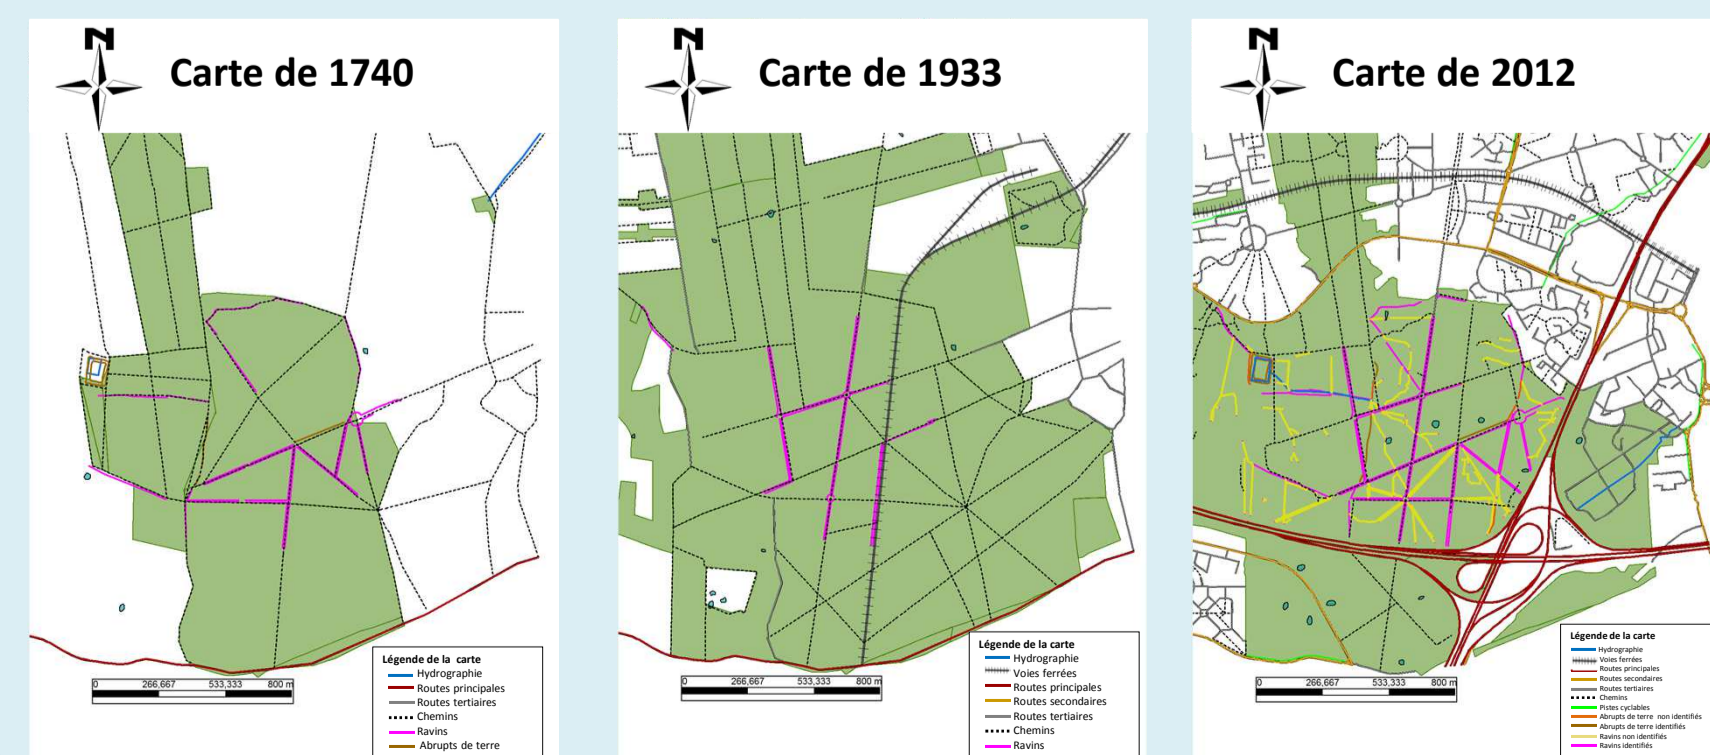 N
Carte de 1740
0 266,667 533,333 800 m
Légende de la carte
Hydrographie
Routes principales
Routes tertiaires
Chemins
Ravins
Abrupts de terre
N
Carte de 1933
0 266,667 533,333 800 m
Légende de la carte
Hydrographie
Voies ferrées
Routes principales
Routes secondaires
Routes tertiaires
Chemins
Ravins
N
Carte de 2012
0 266,667 533,333 800 m
Légende de la carte
Hydrographie
Voies ferrées
Routes principales
Routes secondaires
Routes tertiaires
Chemins
Pistes cyclables
Abrupts de terre non identifiés
Abrupts de terre identifiés
Ravins non identifiés
Ravins identifiés